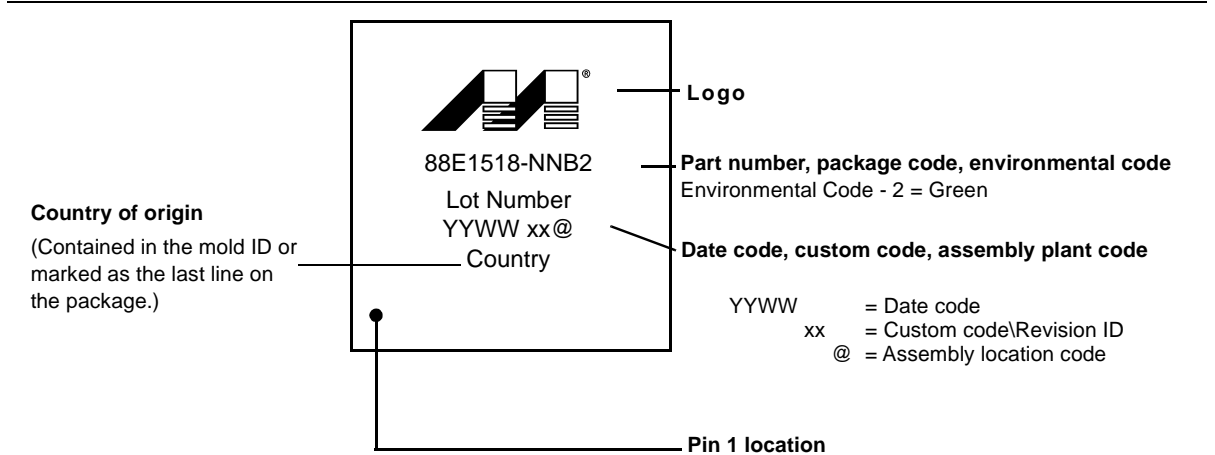 ®
Logo
88E1518-NNB2
Part number, package code, environmental code
Environmental Code - 2 = Green
Lot Number
YYWW xx@
Country
Country of origin
(Contained in the mold ID or
marked as the last line on
the package.)
Date code, custom code, assembly plant code
YYWW = Date code
xx = Custom code\Revision ID
@ = Assembly location code
Pin 1 location